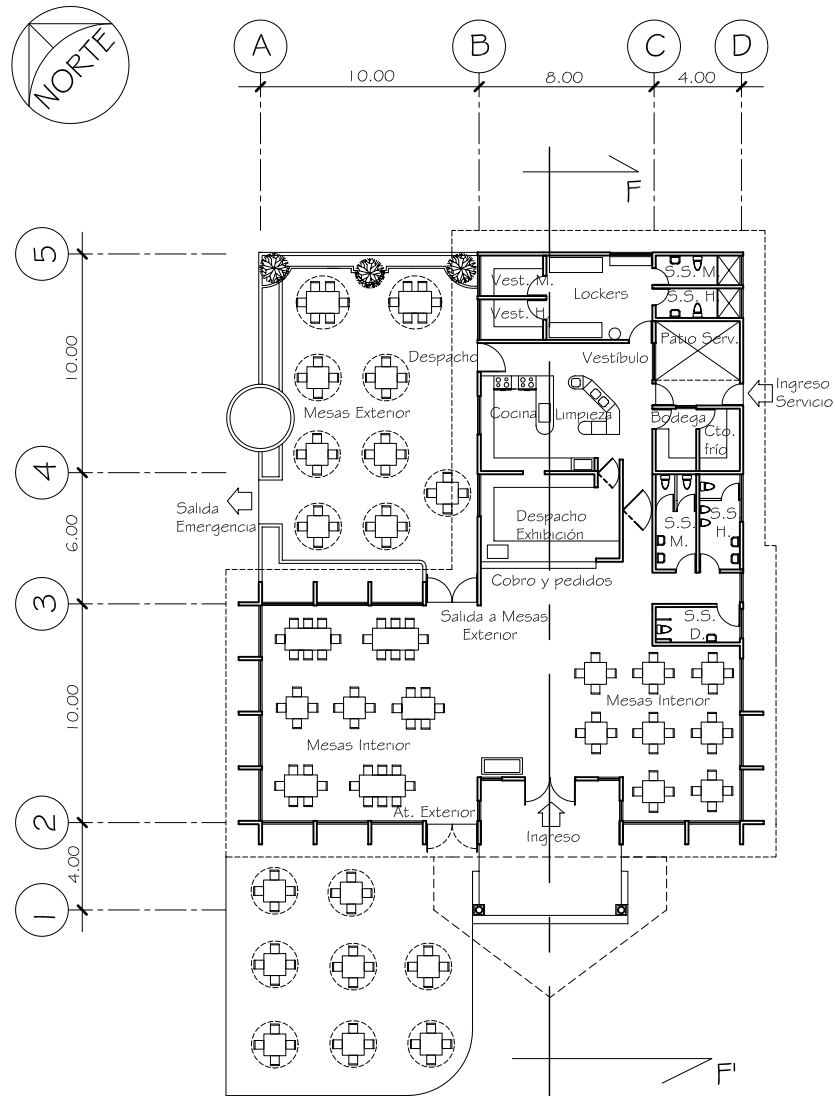 NORTE
A
B
C
D
10.00
8.00
4.00
F
5
4
3
2
1
10.00
6.00
10.00
4.00
Vest. M.
Vest. H.
Lockers
S.S. M.
S.S. H.
Patio Serv.
Despacho
Vestíbulo
Ingreso
Servicio
Mesas Exterior
Cocina
Limpieza
Bodega
Cto.
frío
Salida
Emergencia
Despacho
Exhibición
S.S.
M.
S.S.
H.
Cobro y pedidos
Salida a Mesas
Exterior
S.S.
D.
Mesas Interior
Mesas Interior
At. Exterior
Ingreso
F'